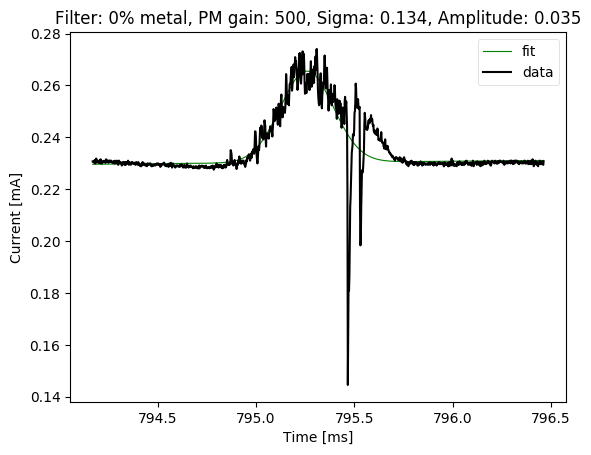 Filter: 0% metal, PM gain: 500, Sigma: 0.134, Amplitude: 0.035
0.28
fit
data
0.26
0.24
0.22
0.20
0.18
0.16
0.14
Current [mA]
794.5 795.0 795.5 796.0 796.5
Time [ms]